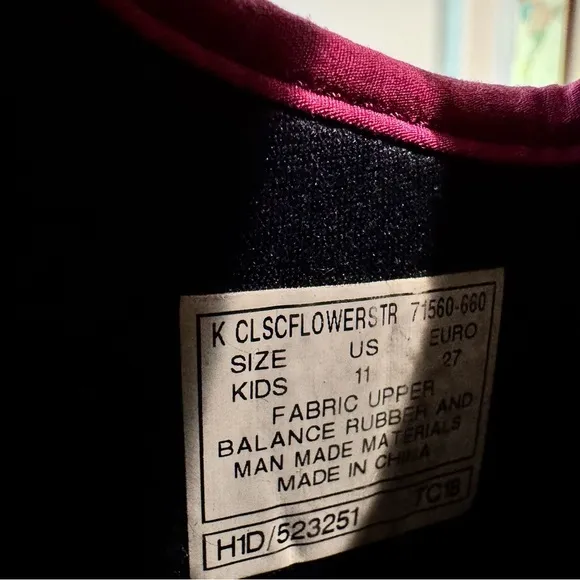 K CLSCFLOWERSTR 71560-660
SIZE US EURO
KIDS 11 27
FABRIC UPPER
BALANCE RUBBER AND
MAN MADE MATERIALS
MADE IN CHINA
H1D/523251 TC18